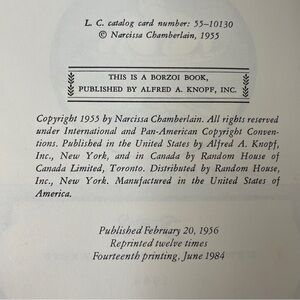 L. C. catalog card number: 55-10130
© Narcissa Chamberlain, 1955
THIS IS A BORZOI BOOK,
PUBLISHED BY ALFRED A. KNOPF, INC.
Copyright 1955 by Narcissa Chamberlain. All rights reserved
under International and Pan-American Copyright Conven-
tions. Published in the United States by Alfred A. Knopf,
Inc., New York, and in Canada by Random House of
Canada Limited, Toronto. Distributed by Random House,
Inc., New York. Manufactured in the United States of
America.
Published February 20, 1956
Reprinted twelve times
Fourteenth printing, June 1984